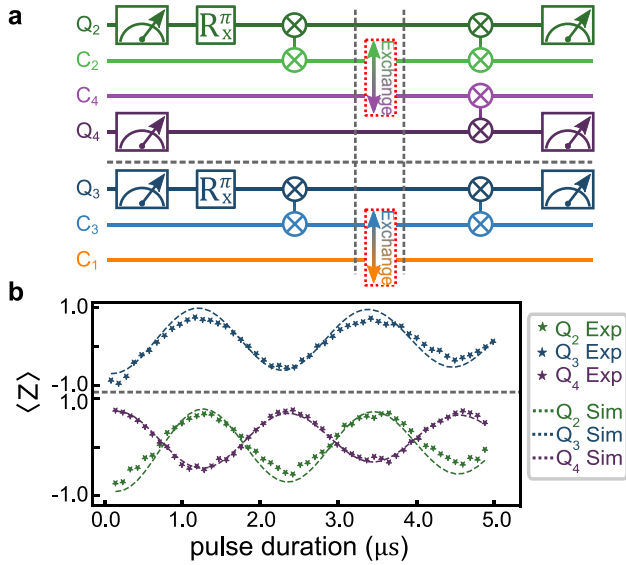 a
Q₂
Rₓ^π
C₂
Exchange
C₄
Q₄
Q₃
Rₓ^π
C₃
Exchange
C₁
b
1.0
-1.0
1.0
-1.0
⟨Z⟩
0.0 1.0 2.0 3.0 4.0 5.0
pulse duration (μs)
Q₂ Exp
Q₃ Exp
Q₄ Exp
Q₂ Sim
Q₃ Sim
Q₄ Sim